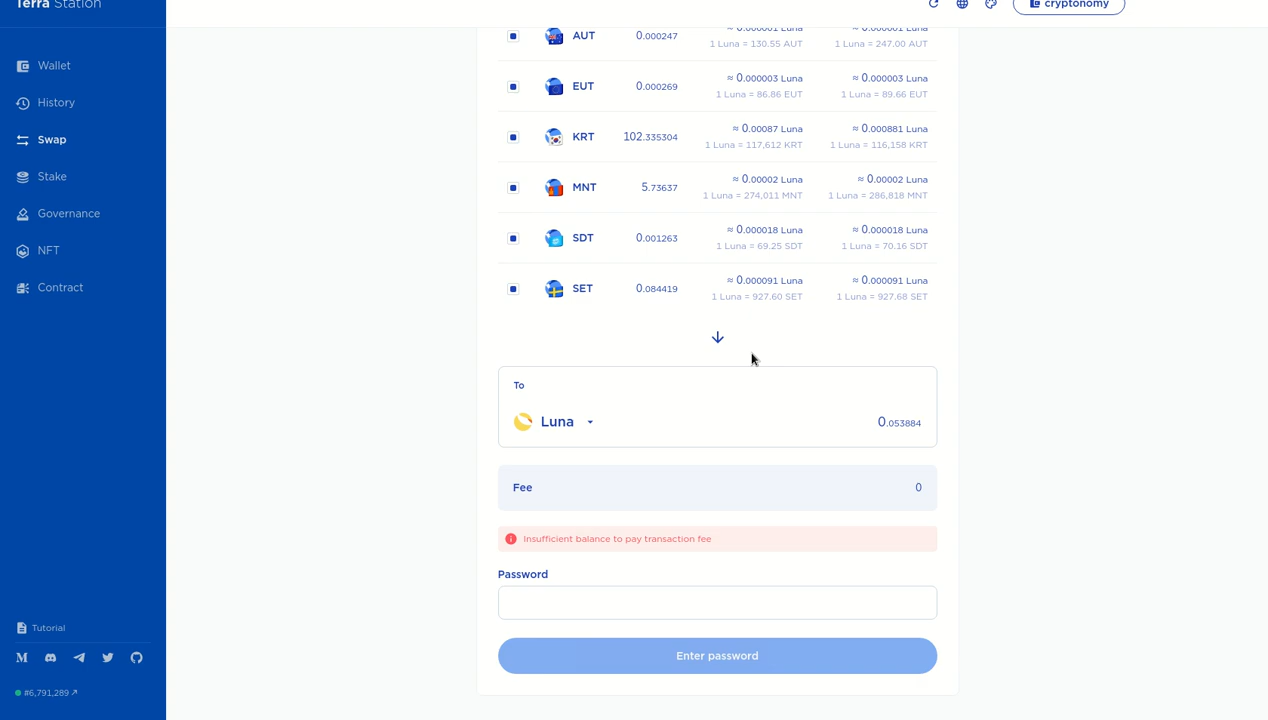 Terra Station
cryptonomy
Wallet
History
Swap
Stake
Governance
NFT
Contract
Tutorial
#6,791,289
AUT 0.000247 ≈ 0.000001 Luna ≈ 0.000001 Luna
1 Luna = 130.55 AUT 1 Luna = 247.00 AUT
EUT 0.000269 ≈ 0.000003 Luna ≈ 0.000003 Luna
1 Luna = 86.86 EUT 1 Luna = 89.66 EUT
KRT 102.335304 ≈ 0.00087 Luna ≈ 0.000881 Luna
1 Luna = 117,612 KRT 1 Luna = 116,158 KRT
MNT 5.73637 ≈ 0.00002 Luna ≈ 0.00002 Luna
1 Luna = 274,011 MNT 1 Luna = 286,818 MNT
SDT 0.001263 ≈ 0.000018 Luna ≈ 0.000018 Luna
1 Luna = 69.25 SDT 1 Luna = 70.16 SDT
SET 0.084419 ≈ 0.000091 Luna ≈ 0.000091 Luna
1 Luna = 927.60 SET 1 Luna = 927.68 SET
To
Luna 0.053884
Fee 0
Insufficient balance to pay transaction fee
Password
Enter password